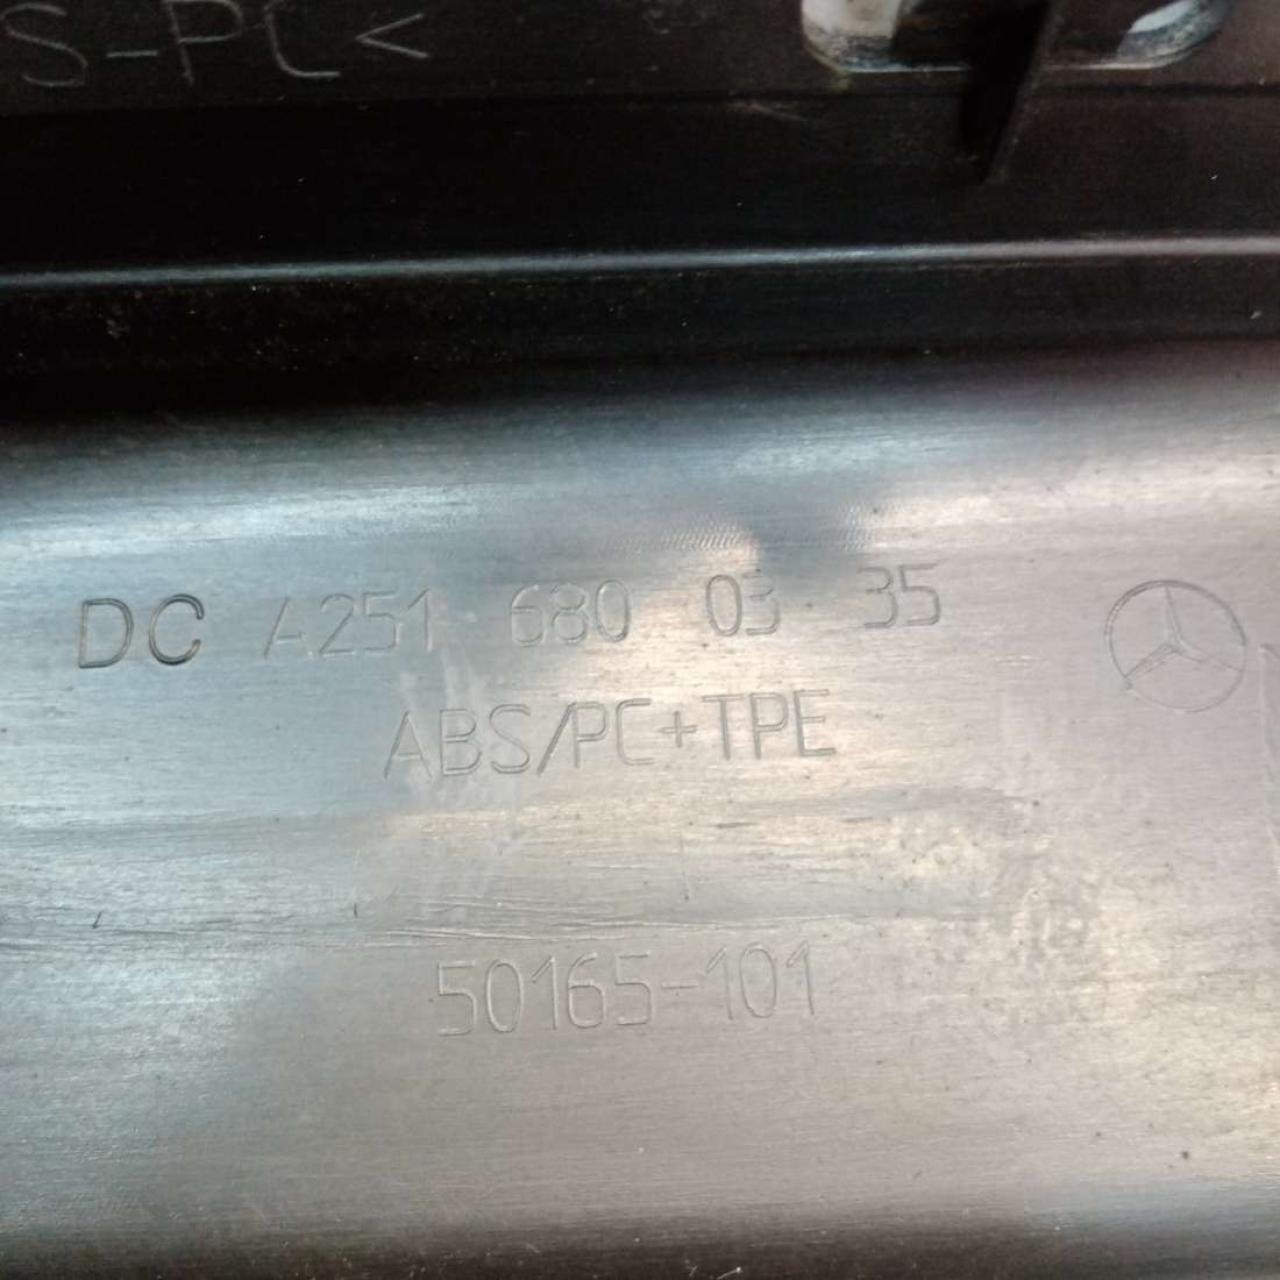 S-PC<
DC A251 680 03 35
ABS/PC+TPE
50165-101